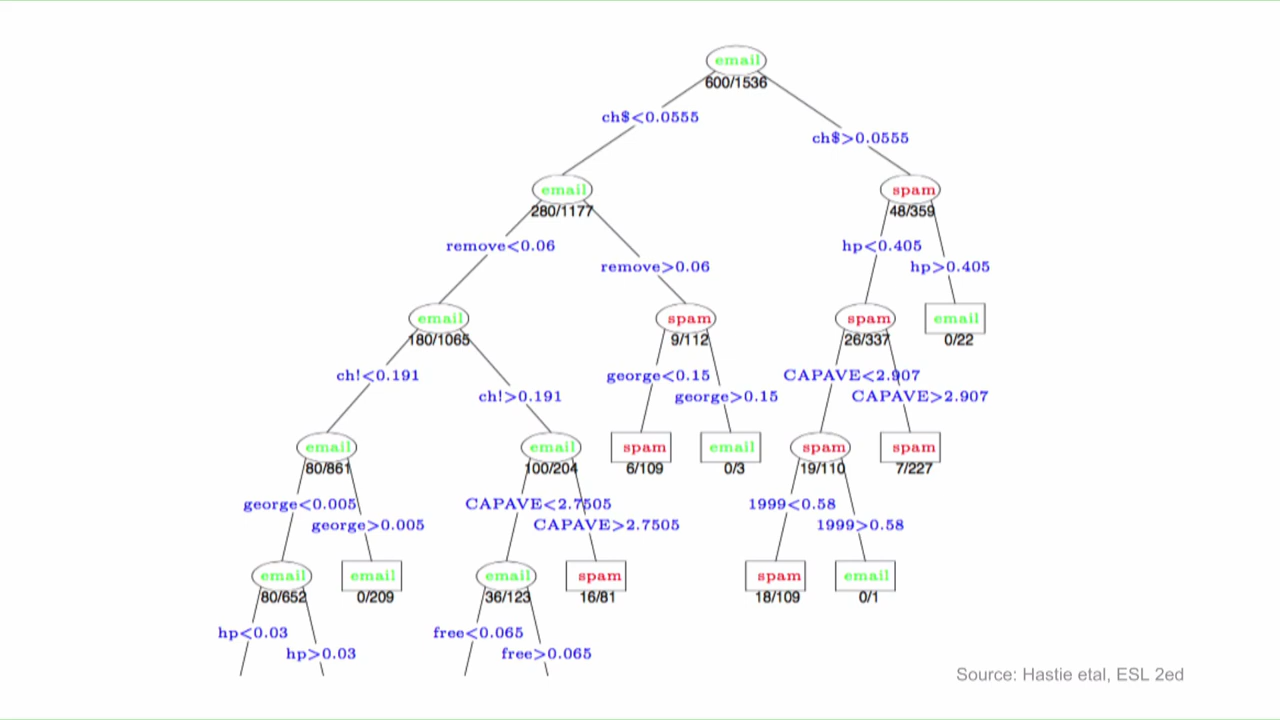 email
600/1536
ch$<0.0555
ch$>0.0555
email
280/1177
spam
48/359
remove<0.06
remove>0.06
hp<0.405
hp>0.405
email
180/1065
spam
9/112
spam
26/337
email
0/22
ch!<0.191
ch!>0.191
george<0.15
george>0.15
CAPAVE<2.907
CAPAVE>2.907
email
80/861
email
100/204
spam
6/109
email
0/3
spam
19/110
spam
7/227
george<0.005
george>0.005
CAPAVE<2.7505
CAPAVE>2.7505
1999<0.58
1999>0.58
email
80/652
email
0/209
email
36/123
spam
16/81
spam
18/109
email
0/1
hp<0.03
hp>0.03
free<0.065
free>0.065
Source: Hastie etal, ESL 2ed